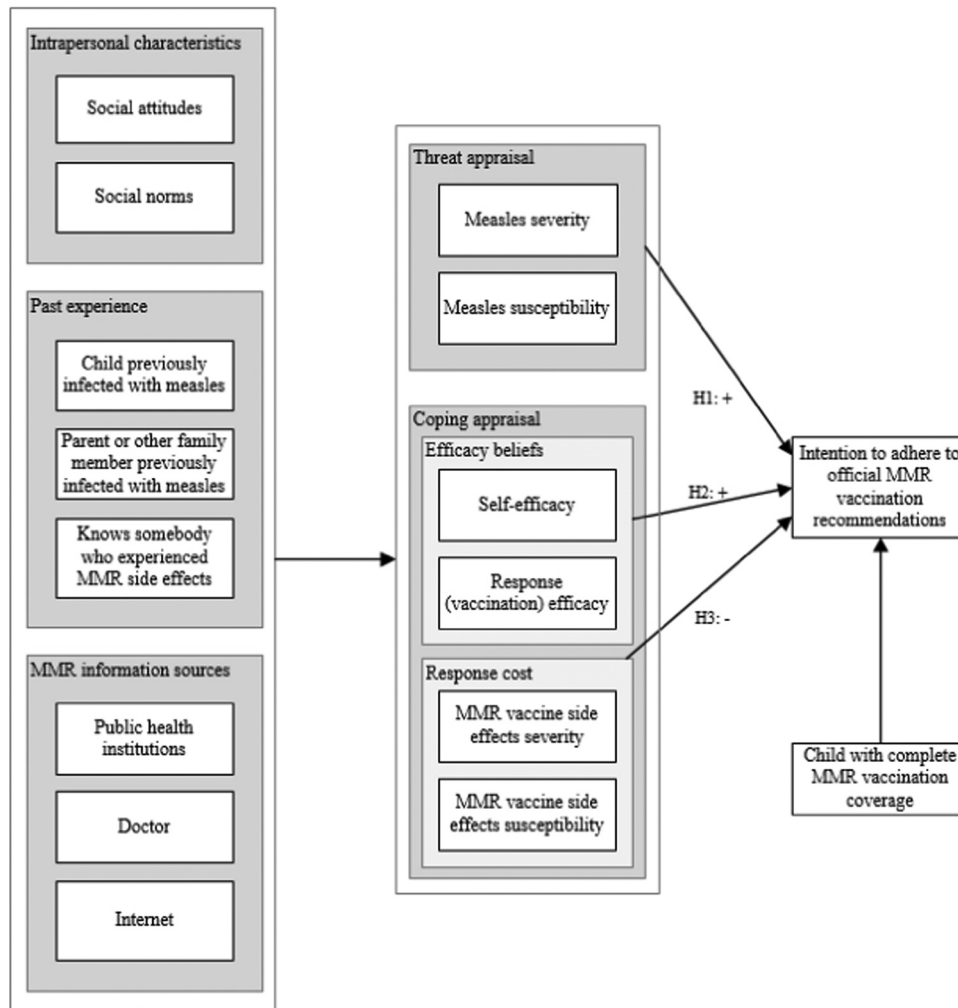 Intrapersonal characteristics
Social attitudes
Social norms
Past experience
Child previously
infected with measles
Parent or other family
member previously
infected with measles
Knows somebody
who experienced
MMR side effects
MMR information sources
Public health
institutions
Doctor
Internet
Threat appraisal
Measles severity
Measles susceptibility
Coping appraisal
Efficacy beliefs
Self-efficacy
Response
(vaccination) efficacy
Response cost
MMR vaccine side
effects severity
MMR vaccine side
effects susceptibility
H1: +
H2: +
H3: -
Intention to adhere to
official MMR
vaccination
recommendations
Child with complete
MMR vaccination
coverage